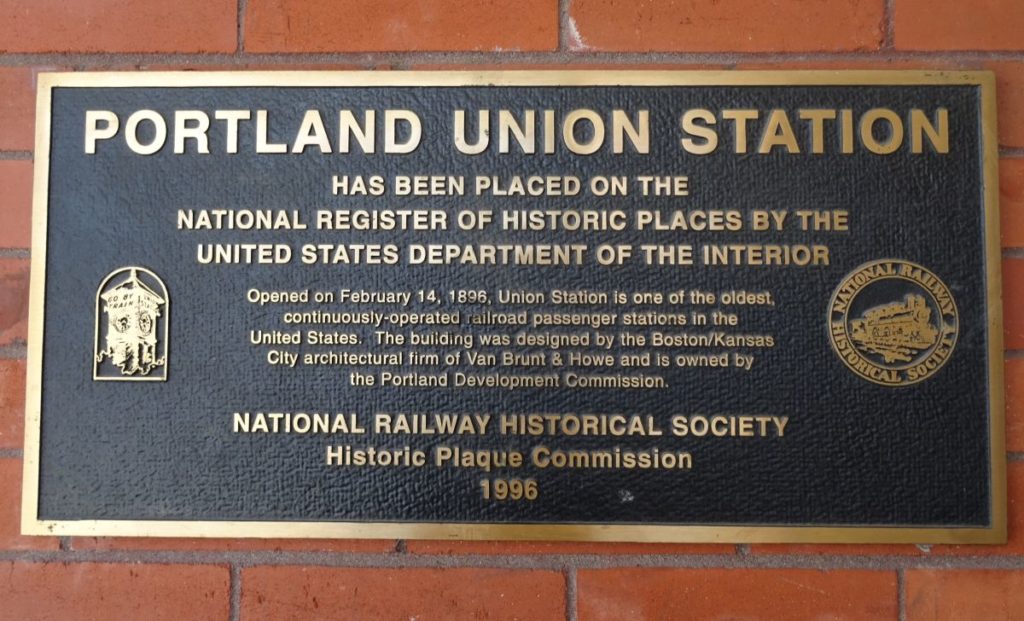 PORTLAND UNION STATION
HAS BEEN PLACED ON THE
NATIONAL REGISTER OF HISTORIC PLACES BY THE
UNITED STATES DEPARTMENT OF THE INTERIOR
Opened on February 14, 1896, Union Station is one of the oldest,
continuously-operated railroad passenger stations in the
United States. The building was designed by the Boston/Kansas
City architectural firm of Van Brunt & Howe and is owned by
the Portland Development Commission.
GO BY
TRAIN
NATIONAL RAILWAY
HISTORICAL SOCIETY
NATIONAL RAILWAY HISTORICAL SOCIETY
Historic Plaque Commission
1996